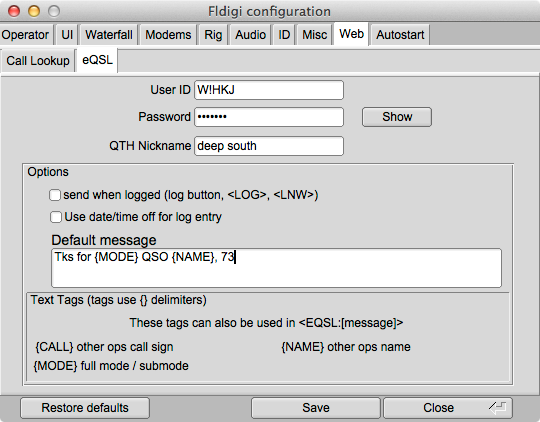 Fldigi configuration
Operator UI Waterfall Modems Rig Audio ID Misc Web Autostart
Call Lookup eQSL
User ID W!HKJ
Password ••••••• Show
QTH Nickname deep south
Options
send when logged (log button, <LOG>, <LNW>)
Use date/time off for log entry
Default message
Tks for {MODE} QSO {NAME}, 73
Text Tags (tags use {} delimiters)
These tags can also be used in <EQSL:[message]>
{CALL} other ops call sign {NAME} other ops name
{MODE} full mode / submode
Restore defaults Save Close